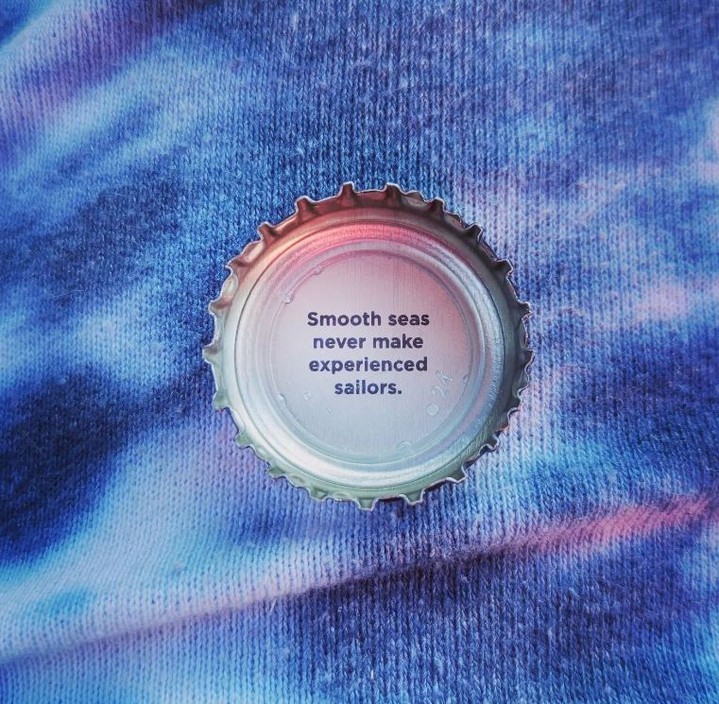 Smooth seas
never make
experienced
sailors.